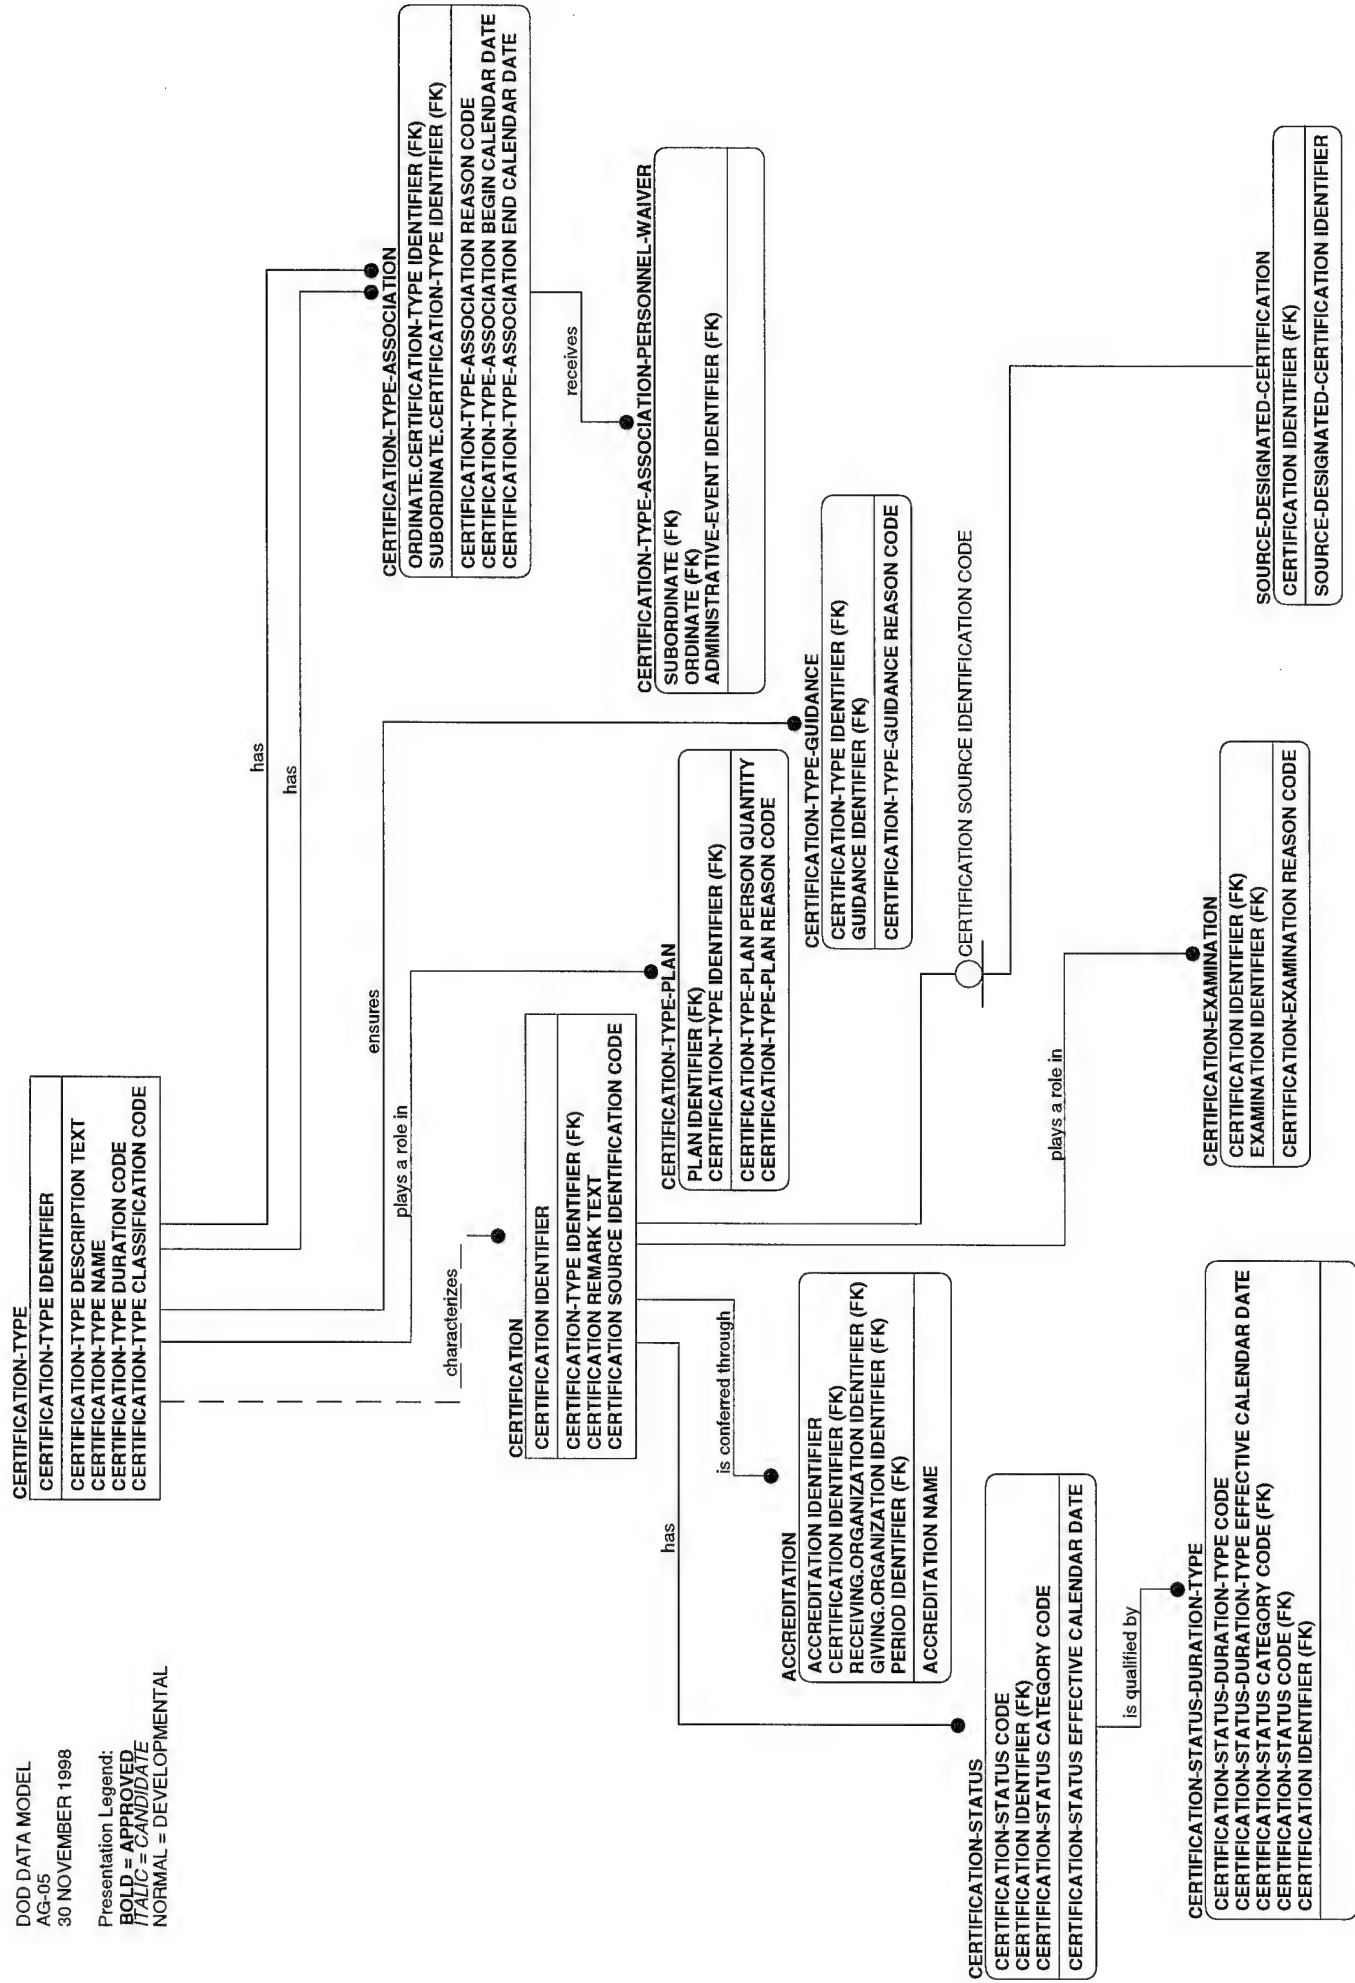 DOD DATA MODEL
AG-05
30 NOVEMBER 1998
Presentation Legend:
BOLD = APPROVED
ITALIC = CANDIDATE
NORMAL = DEVELOPMENTAL
CERTIFICATION-TYPE
CERTIFICATION-TYPE IDENTIFIER
CERTIFICATION-TYPE DESCRIPTION TEXT
CERTIFICATION-TYPE NAME
CERTIFICATION-TYPE DURATION CODE
CERTIFICATION-TYPE CLASSIFICATION CODE
has
has
ensures
plays a role in
characterizes
CERTIFICATION-TYPE-ASSOCIATION
ORDINATE.CERTIFICATION-TYPE IDENTIFIER (FK)
SUBORDINATE.CERTIFICATION-TYPE IDENTIFIER (FK)
CERTIFICATION-TYPE-ASSOCIATION REASON CODE
CERTIFICATION-TYPE-ASSOCIATION BEGIN CALENDAR DATE
CERTIFICATION-TYPE-ASSOCIATION END CALENDAR DATE
receives
CERTIFICATION-TYPE-ASSOCIATION-PERSONNEL-WAIVER
SUBORDINATE (FK)
ORDINATE (FK)
ADMINISTRATIVE-EVENT IDENTIFIER (FK)
CERTIFICATION
CERTIFICATION IDENTIFIER
CERTIFICATION-TYPE IDENTIFIER (FK)
CERTIFICATION REMARK TEXT
CERTIFICATION SOURCE IDENTIFICATION CODE
CERTIFICATION-TYPE-PLAN
PLAN IDENTIFIER (FK)
CERTIFICATION-TYPE IDENTIFIER (FK)
CERTIFICATION-TYPE-PLAN PERSON QUANTITY
CERTIFICATION-TYPE-PLAN REASON CODE
CERTIFICATION-TYPE-GUIDANCE
CERTIFICATION-TYPE IDENTIFIER (FK)
GUIDANCE IDENTIFIER (FK)
CERTIFICATION-TYPE-GUIDANCE REASON CODE
has
is conferred through
ACCREDITATION
ACCREDITATION IDENTIFIER
CERTIFICATION IDENTIFIER (FK)
RECEIVING.ORGANIZATION IDENTIFIER (FK)
GIVING.ORGANIZATION IDENTIFIER (FK)
PERIOD IDENTIFIER (FK)
ACCREDITATION NAME
CERTIFICATION SOURCE IDENTIFICATION CODE
plays a role in
CERTIFICATION-STATUS
CERTIFICATION-STATUS CODE
CERTIFICATION IDENTIFIER (FK)
CERTIFICATION-STATUS CATEGORY CODE
CERTIFICATION-STATUS EFFECTIVE CALENDAR DATE
is qualified by
CERTIFICATION-STATUS-DURATION-TYPE
CERTIFICATION-STATUS-DURATION-TYPE CODE
CERTIFICATION-STATUS-DURATION-TYPE EFFECTIVE CALENDAR DATE
CERTIFICATION-STATUS CATEGORY CODE (FK)
CERTIFICATION-STATUS CODE (FK)
CERTIFICATION IDENTIFIER (FK)
CERTIFICATION-EXAMINATION
CERTIFICATION IDENTIFIER (FK)
EXAMINATION IDENTIFIER (FK)
CERTIFICATION-EXAMINATION REASON CODE
SOURCE-DESIGNATED-CERTIFICATION
CERTIFICATION IDENTIFIER (FK)
SOURCE-DESIGNATED-CERTIFICATION IDENTIFIER